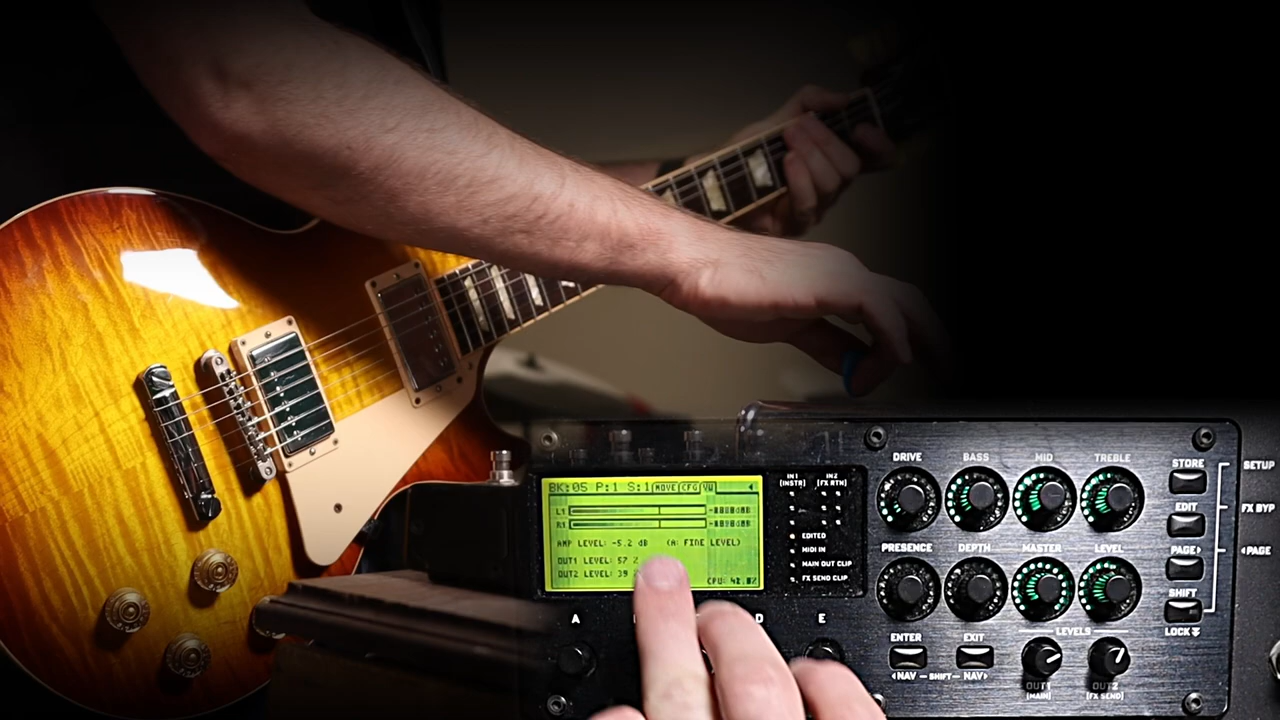 BK:05 P:1 S:1 MOVE CFG VU
L1
R1
AMP LEVEL: -5.2 dB (A: FINE LEVEL)
OUT1 LEVEL: 57
OUT2 LEVEL: 39
CPU:
IN1 [INSTR] IN2 [FX RTN]
EDITED
MIDI IN
MAIN OUT CLIP
FX SEND CLIP
A D E
DRIVE BASS MID TREBLE
PRESENCE DEPTH MASTER LEVEL
LEVELS
ENTER EXIT
NAV SHIFT NAV
OUT1 [MAIN] OUT2 [FX SEND]
STORE
EDIT
PAGE
SHIFT
LOCK
SETUP
FX BYP
PAGE